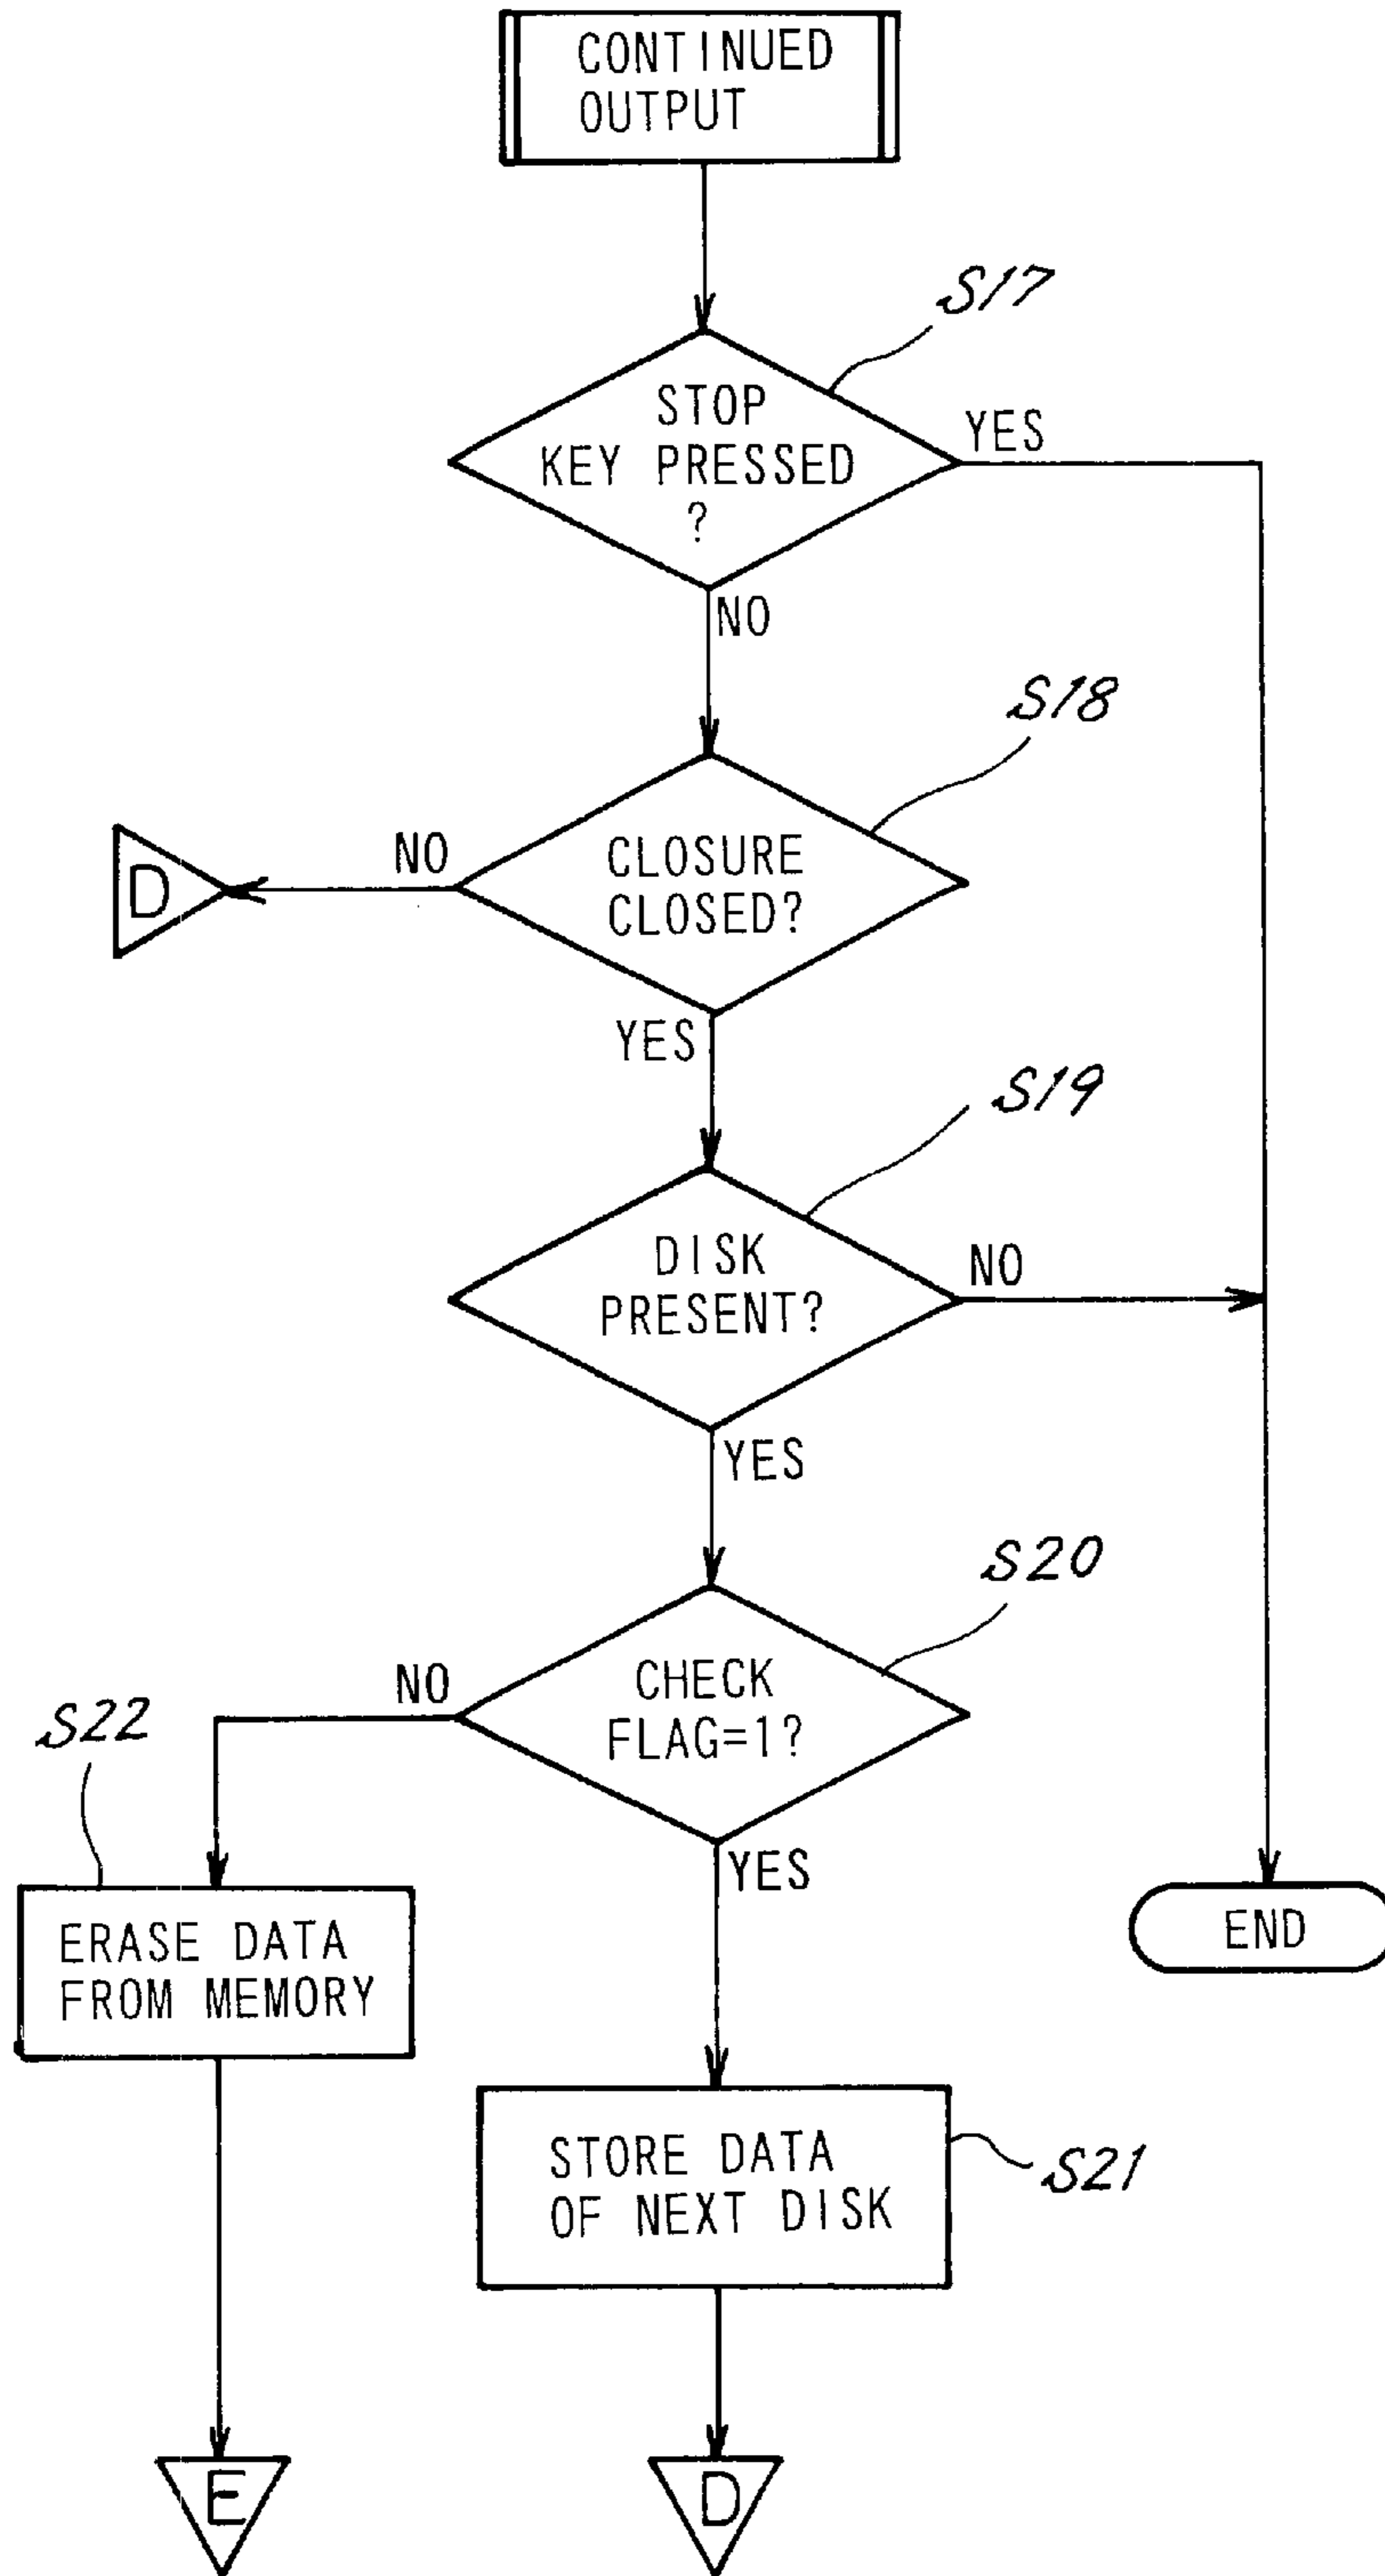 CONTINUED
OUTPUT
S17
STOP
KEY PRESSED
?
YES
NO
S18
D
NO
CLOSURE
CLOSED?
YES
S19
DISK
PRESENT?
NO
YES
S20
NO
CHECK
FLAG=1?
S22
YES
ERASE DATA
FROM MEMORY
END
STORE DATA
OF NEXT DISK
S21
E
D